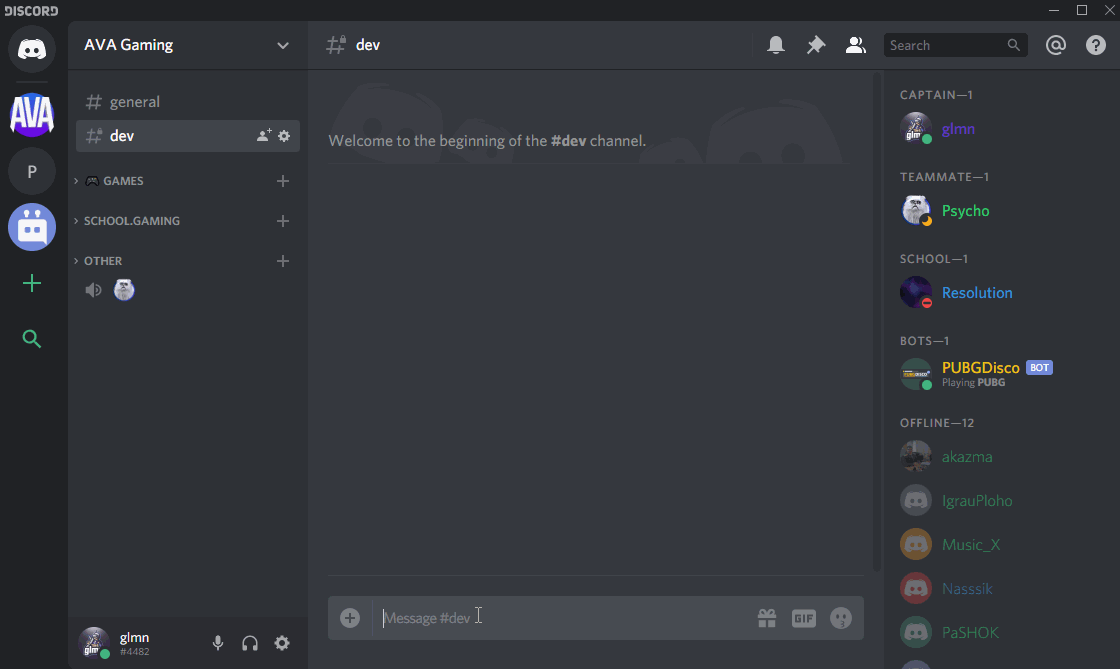 DISCORD
AVA
P
AVA Gaming
general
dev
GAMES
SCHOOL.GAMING
OTHER
glmn
#4482
dev
Search
Welcome to the beginning of the #dev channel.
Message #dev
GIF
CAPTAIN—1
glmn
TEAMMATE—1
Psycho
SCHOOL—1
Resolution
BOTS—1
PUBGDisco BOT
Playing PUBG
OFFLINE—12
akazma
IgrauPloho
Music_X
Nasssik
PaSHOK